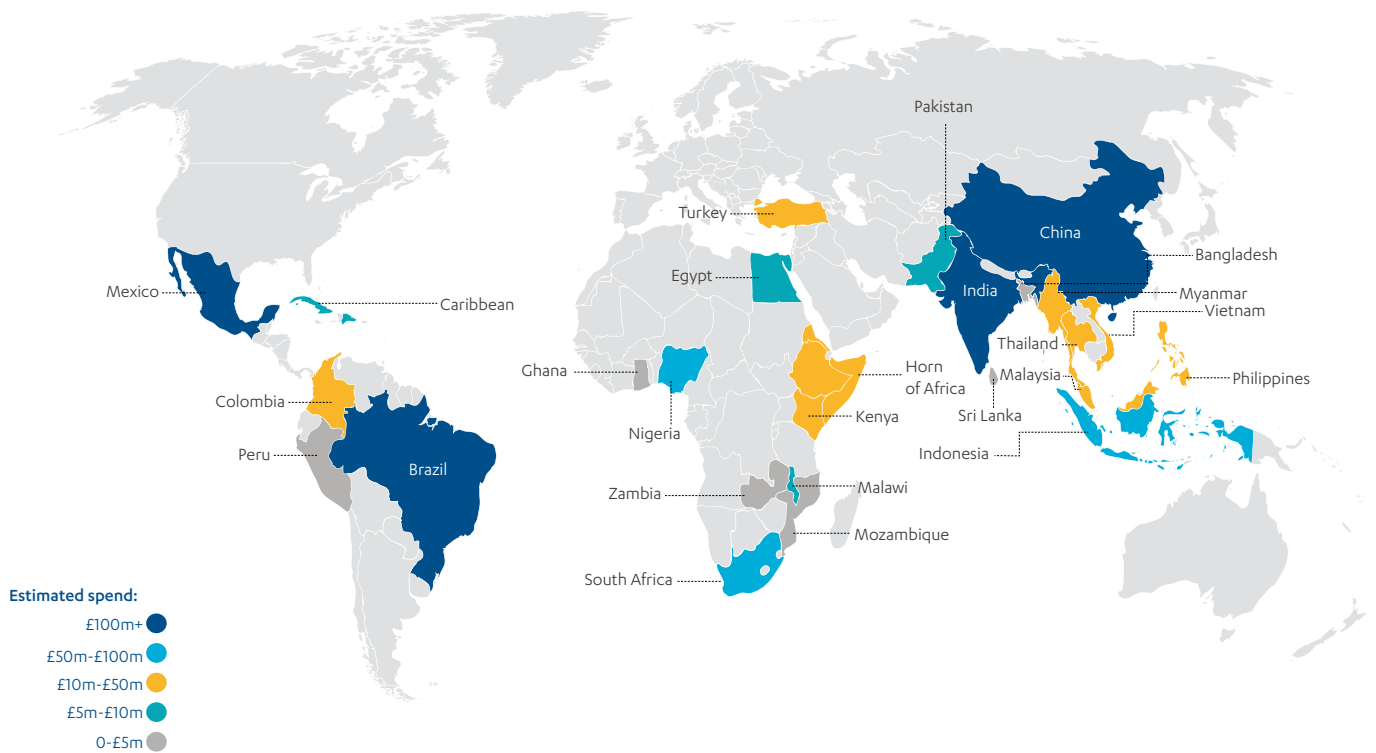 Pakistan
Turkey
China
Bangladesh
Egypt
India
Mexico
Myanmar
Caribbean
Vietnam
Thailand
Ghana
Horn
of Africa
Malaysia
Philippines
Colombia
Kenya
Sri Lanka
Nigeria
Peru
Indonesia
Brazil
Zambia
Malawi
Mozambique
South Africa
Estimated spend:
£100m+
£50m-£100m
£10m-£50m
£5m-£10m
0-£5m